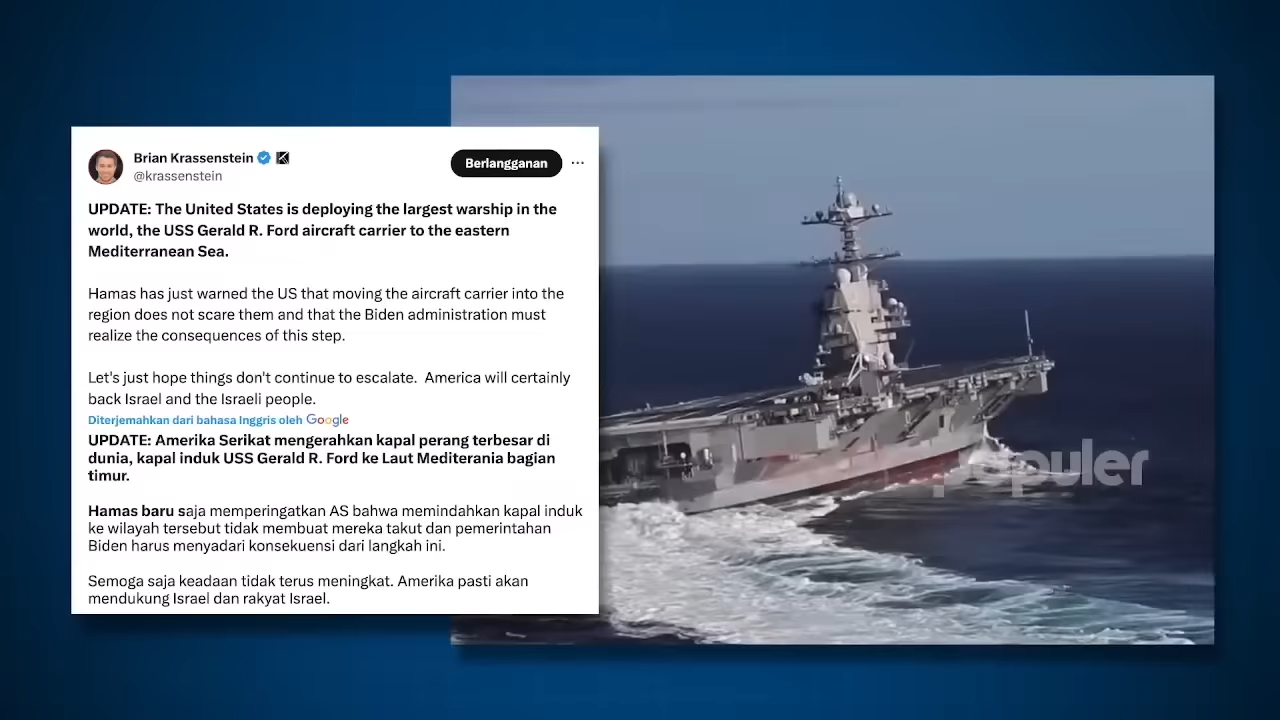 Brian Krassenstein
@krassenstein
Berlangganan
UPDATE: The United States is deploying the largest warship in the
world, the USS Gerald R. Ford aircraft carrier to the eastern
Mediterranean Sea.
Hamas has just warned the US that moving the aircraft carrier into the
region does not scare them and that the Biden administration must
realize the consequences of this step.
Let's just hope things don't continue to escalate. America will certainly
back Israel and the Israeli people.
Diterjemahkan dari bahasa Inggris oleh Google
UPDATE: Amerika Serikat mengerahkan kapal perang terbesar di
dunia, kapal induk USS Gerald R. Ford ke Laut Mediterania bagian
timur.
Hamas baru saja memperingatkan AS bahwa memindahkan kapal induk
ke wilayah tersebut tidak membuat mereka takut dan pemerintahan
Biden harus menyadari konsekuensi dari langkah ini.
Semoga saja keadaan tidak terus meningkat. Amerika pasti akan
mendukung Israel dan rakyat Israel.
populer